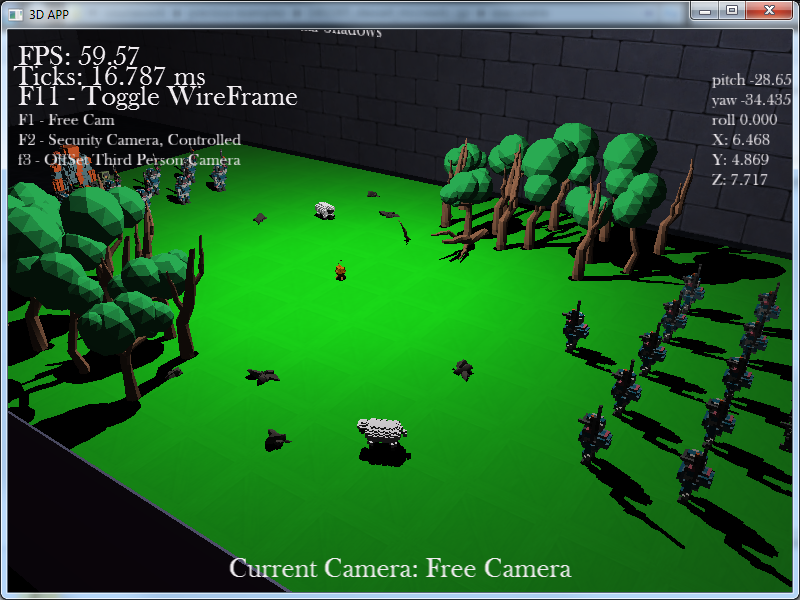 3D APP
Shadows
FPS: 59.57
Ticks: 16.787 ms
F11 - Toggle WireFrame
F1 - Free Cam
F2 - Security Camera, Controlled
f3 - OffSet Third Person Camera
pitch -28.65
yaw -34.435
roll 0.000
X: 6.468
Y: 4.869
Z: 7.717
Current Camera: Free Camera